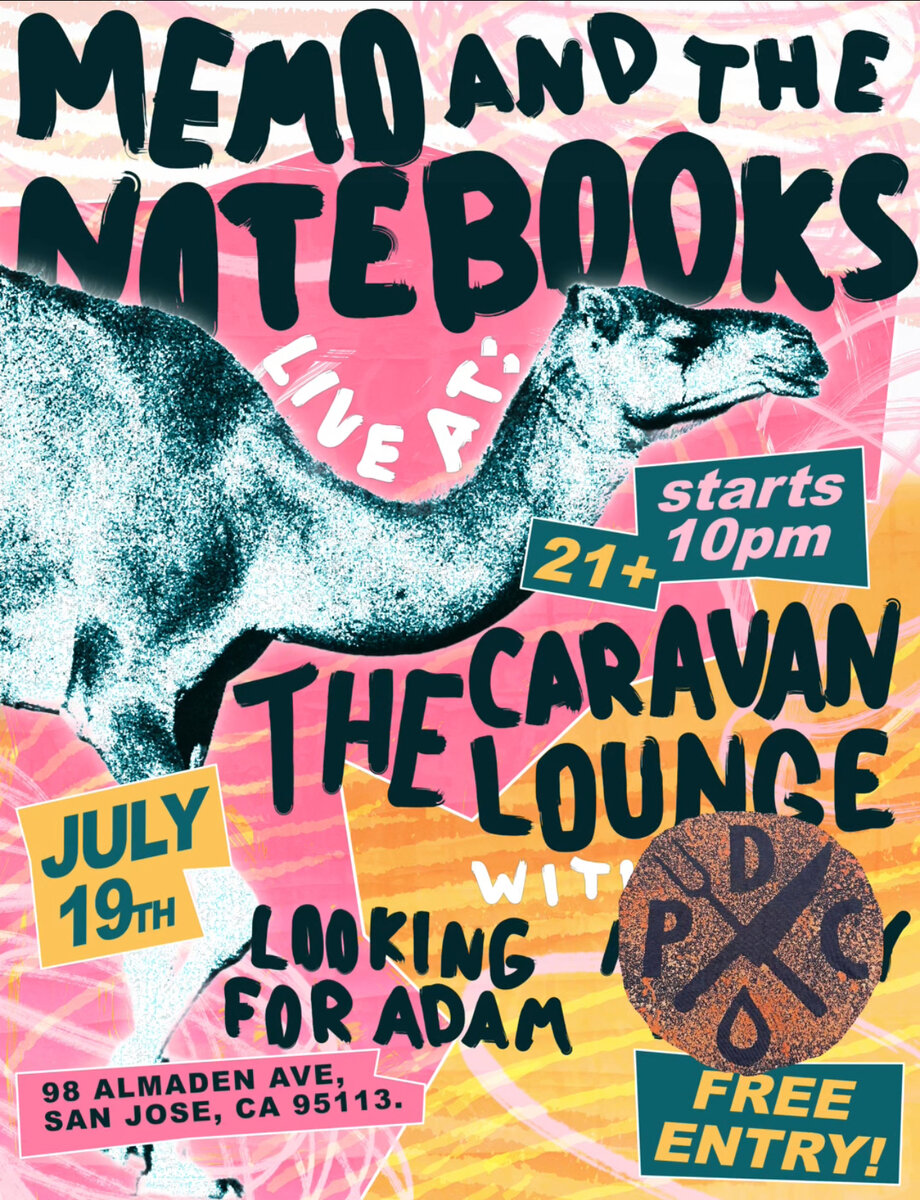 MEMO AND THE
NOTEBOOKS
LIVE AT:
starts
10pm
21+
THE CARAVAN
LOUNGE
LOOKING
FOR ADAM
P D C
JULY
19TH
98 ALMADEN AVE,
SAN JOSE, CA 95113.
FREE
ENTRY!